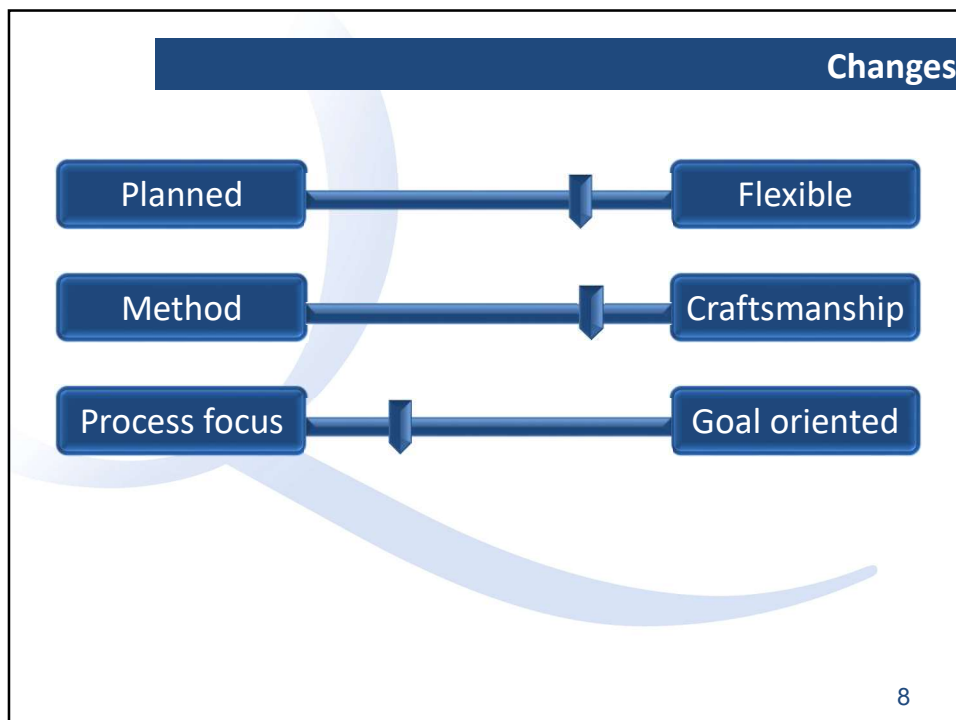 Changes
Planned
Flexible
Method
Craftsmanship
Process focus
Goal oriented
8